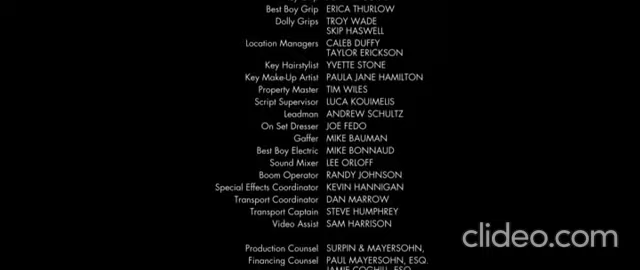 Best Boy Grip ERICA THURLOW
Dolly Grips TROY WADE
SKIP HASWELL
Location Managers CALEB DUFFY
TAYLOR ERICKSON
Key Hairstylist YVETTE STONE
Key Make-Up Artist PAULA JANE HAMILTON
Property Master TIM WILES
Script Supervisor LUCA KOUIMELIS
Leadman ANDREW SCHULTZ
On Set Dresser JOE FEDO
Gaffer MIKE BAUMAN
Best Boy Electric MIKE BONNAUD
Sound Mixer LEE ORLOFF
Boom Operator RANDY JOHNSON
Special Effects Coordinator KEVIN HANNIGAN
Transport Coordinator DAN MARROW
Transport Captain STEVE HUMPHREY
Video Assist SAM HARRISON
Production Counsel SURPIN & MAYERSOHN,
Financing Counsel PAUL MAYERSOHN, ESQ.
JAMIE COGHILL, ESQ.
clideo.com